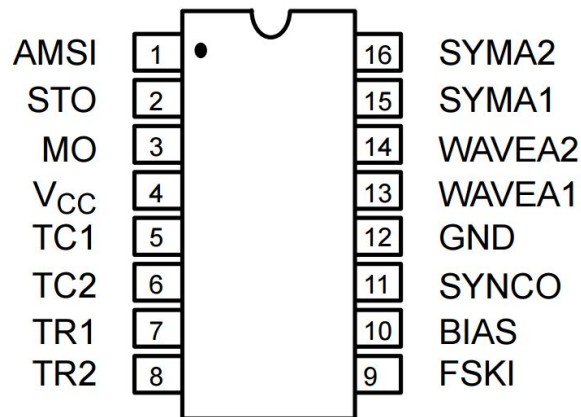 AMSI 1 16 SYMA2
STO 2 15 SYMA1
MO 3 14 WAVEA2
VCC 4 13 WAVEA1
TC1 5 12 GND
TC2 6 11 SYNCO
TR1 7 10 BIAS
TR2 8 9 FSKI